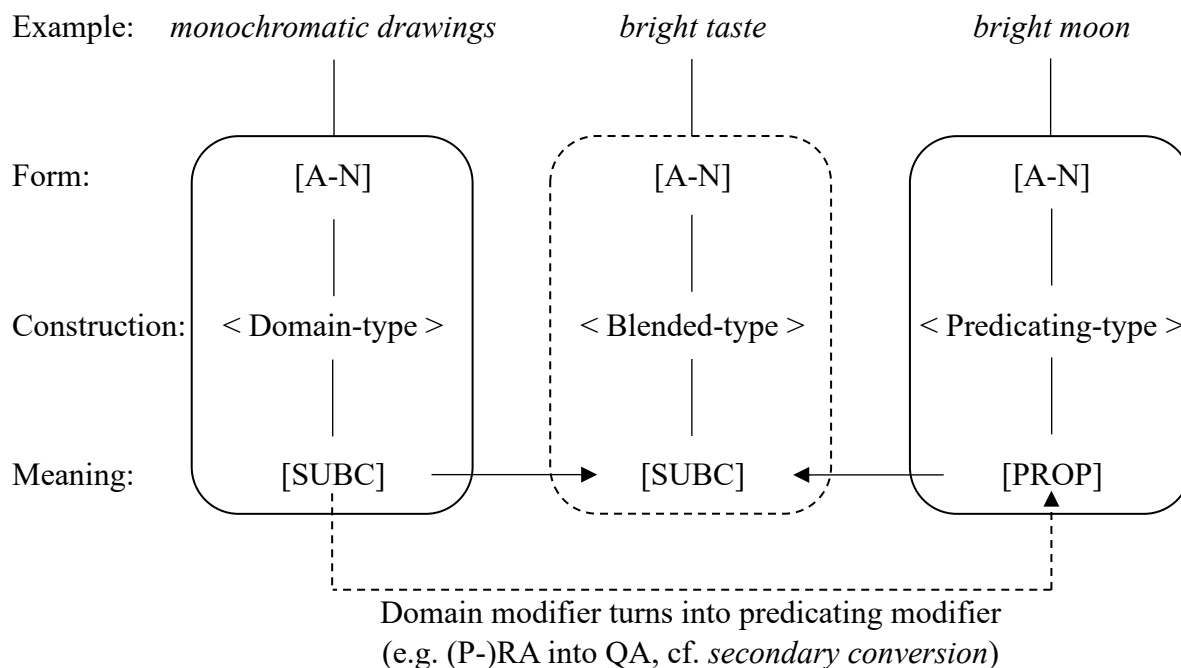 Example: monochromatic drawings bright taste bright moon
Form: [A-N] [A-N] [A-N]
Construction: < Domain-type > < Blended-type > < Predicating-type >
Meaning: [SUBC] [SUBC] [PROP]
Domain modifier turns into predicating modifier
(e.g. (P-)RA into QA, cf. secondary conversion)